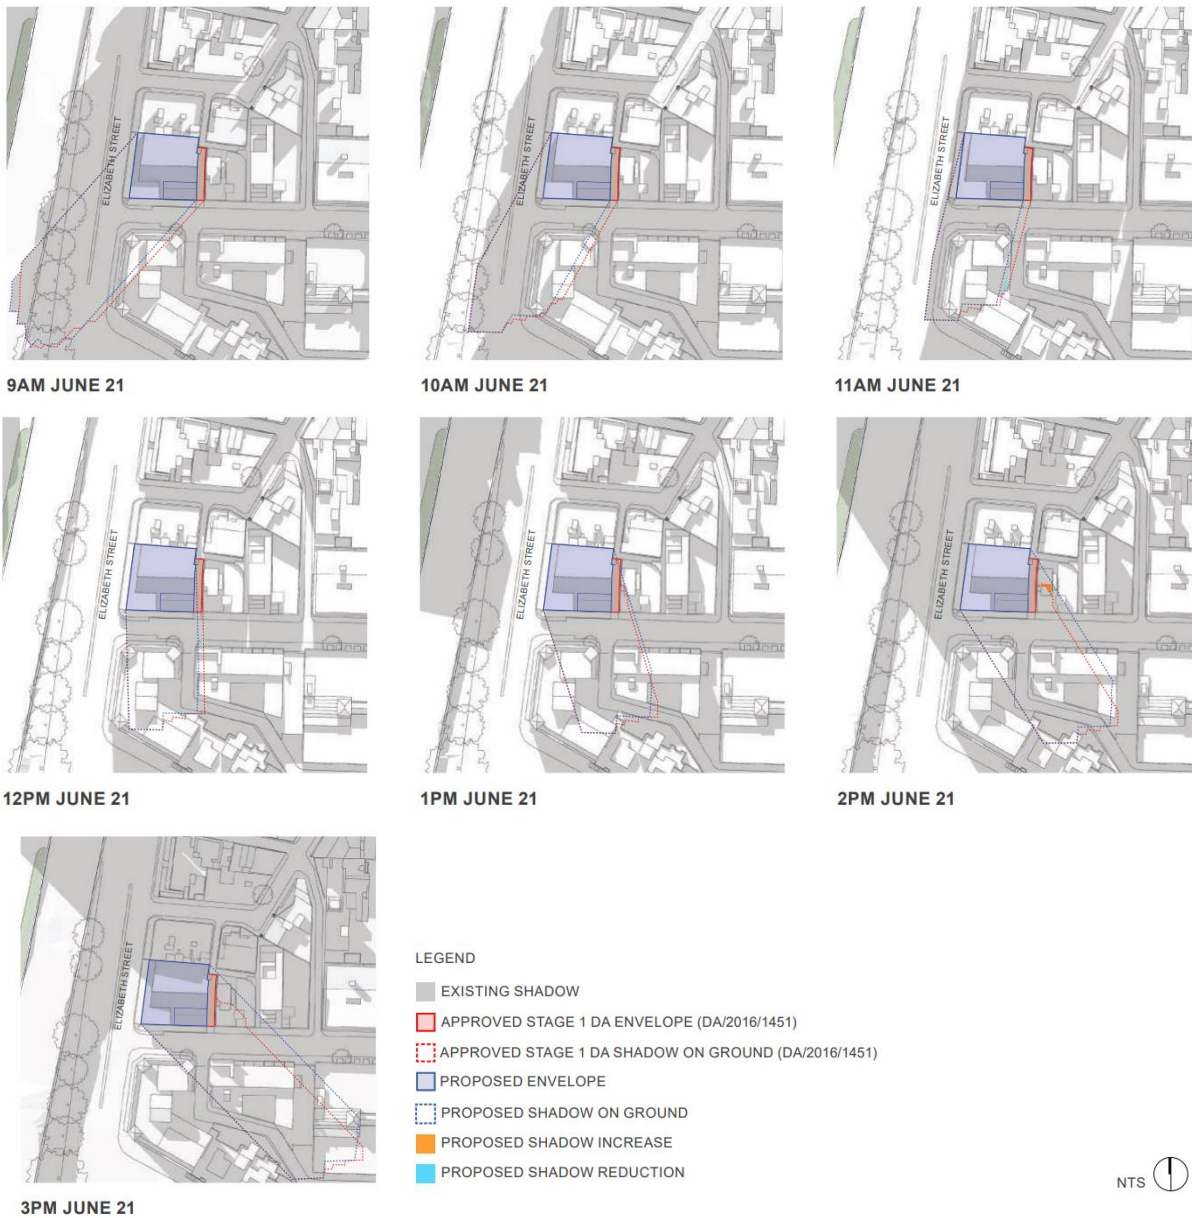 ELIZABETH STREET
ELIZABETH STREET
ELIZABETH STREET
9AM JUNE 21
10AM JUNE 21
11AM JUNE 21
ELIZABETH STREET
ELIZABETH STREET
ELIZABETH STREET
12PM JUNE 21
1PM JUNE 21
2PM JUNE 21
ELIZABETH STREET
LEGEND
EXISTING SHADOW
APPROVED STAGE 1 DA ENVELOPE (DA/2016/1451)
APPROVED STAGE 1 DA SHADOW ON GROUND (DA/2016/1451)
PROPOSED ENVELOPE
PROPOSED SHADOW ON GROUND
PROPOSED SHADOW INCREASE
PROPOSED SHADOW REDUCTION
NTS
3PM JUNE 21